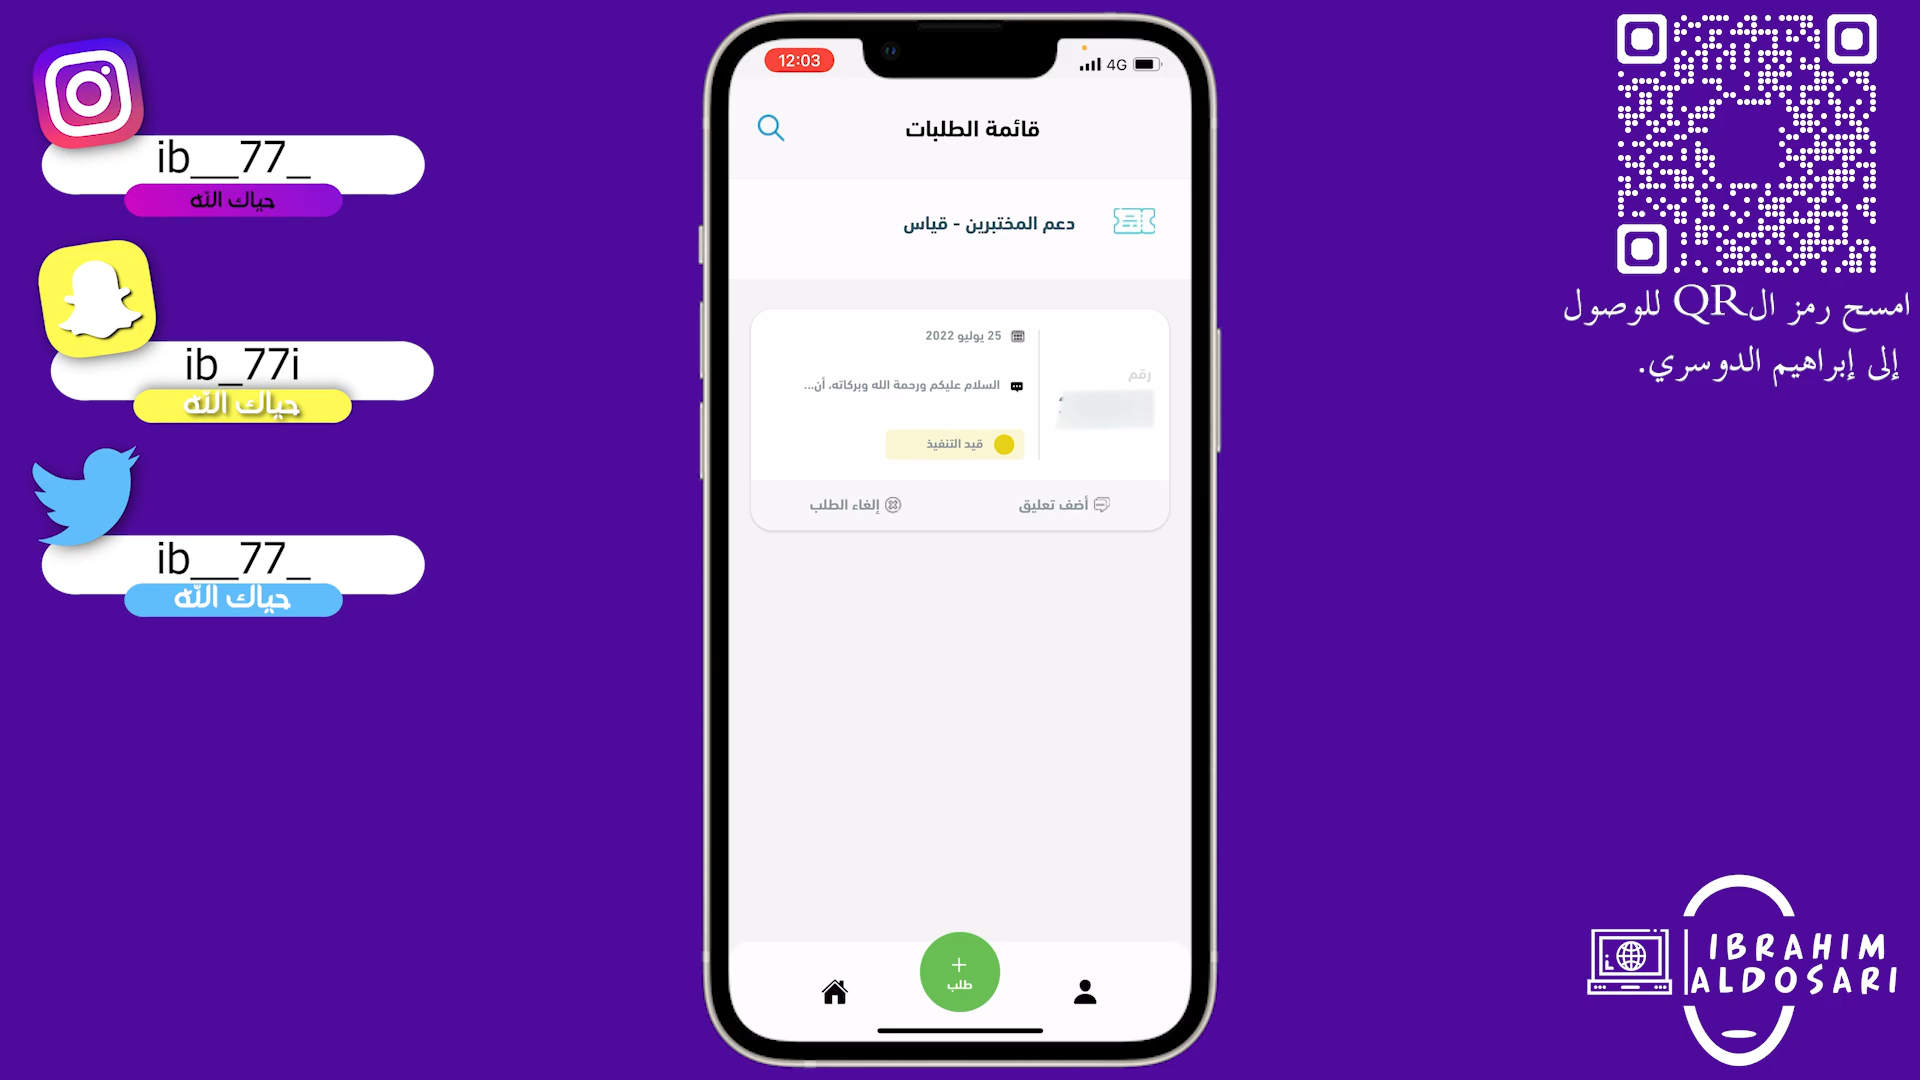 ib__77_
حياك الله
ib_77i
حياك الله
ib__77_
حياك الله
12:03
4G
قائمة الطلبات
دعم المختبرين - قياس
25 يوليو 2022
رقم
السلام عليكم ورحمة الله وبركاته، أن...
قيد التنفيذ
أضف تعليق
إلغاء الطلب
+
طلب
امسح رمز الQR للوصول
إلى إبراهيم الدوسري.
IBRAHIM
ALDOSARI